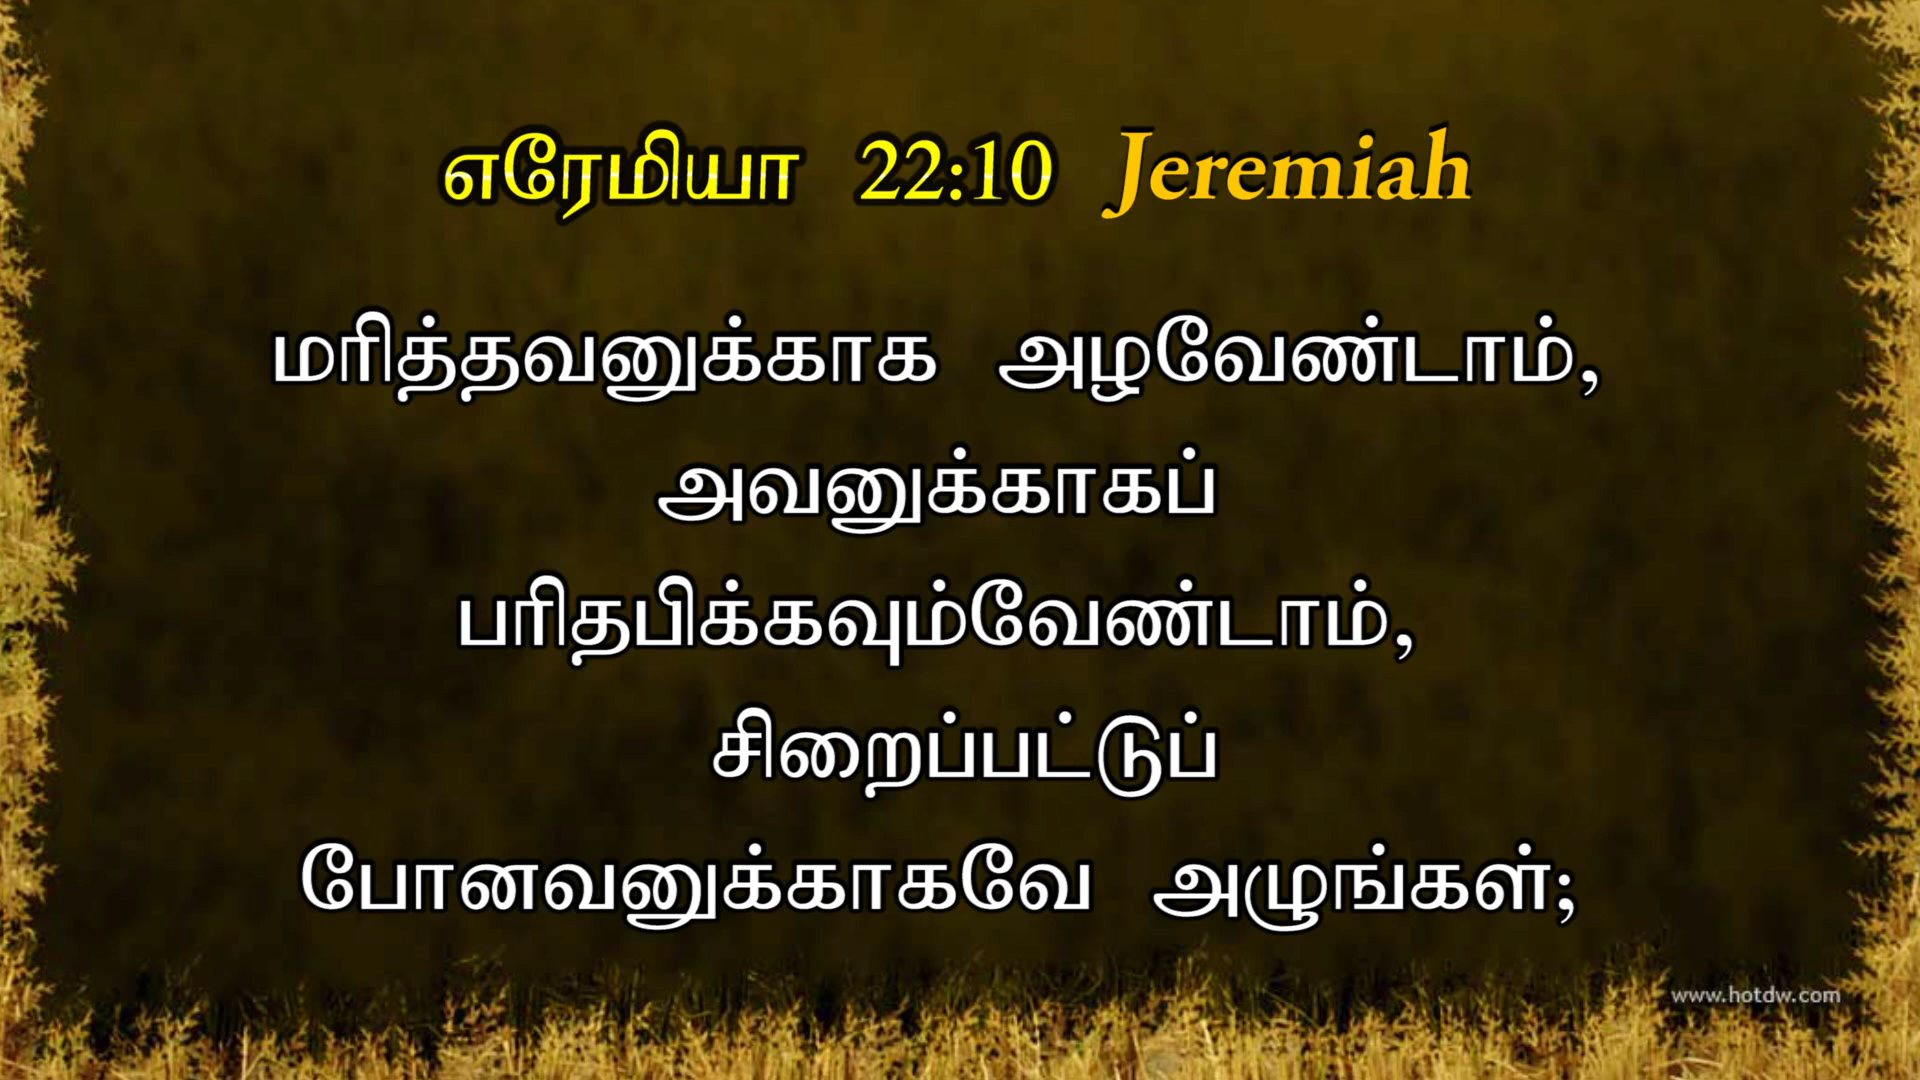 எரேமியா 22:10 Jeremiah
மரித்தவனுக்காக அழவேண்டாம்,
அவனுக்காகப்
பரிதபிக்கவும்வேண்டாம்,
சிறைப்பட்டுப்
போனவனுக்காகவே அழுங்கள்;
www.hotdw.com